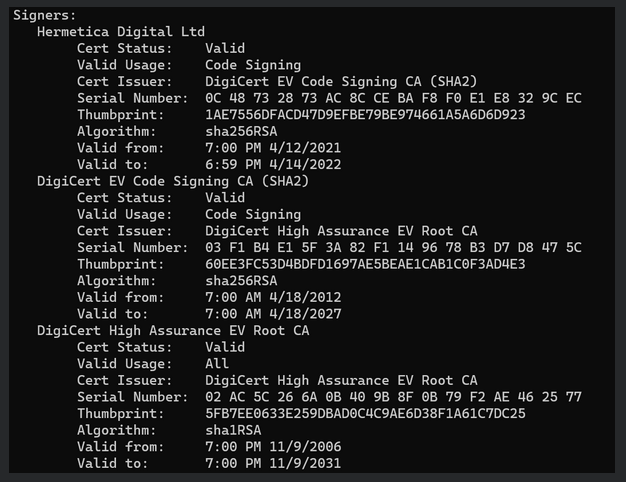 Signers:
Hermetica Digital Ltd
Cert Status: Valid
Valid Usage: Code Signing
Cert Issuer: DigiCert EV Code Signing CA (SHA2)
Serial Number: 0C 48 73 28 73 AC 8C CE BA F8 F0 E1 E8 32 9C EC
Thumbprint: 1AE7556DFACD47D9EFBE79BE974661A5A6D6D923
Algorithm: sha256RSA
Valid from: 7:00 PM 4/12/2021
Valid to: 6:59 PM 4/14/2022
DigiCert EV Code Signing CA (SHA2)
Cert Status: Valid
Valid Usage: Code Signing
Cert Issuer: DigiCert High Assurance EV Root CA
Serial Number: 03 F1 B4 E1 5F 3A 82 F1 14 96 78 B3 D7 D8 47 5C
Thumbprint: 60EE3FC53D4BDFD1697AE5BEAE1CAB1C0F3AD4E3
Algorithm: sha256RSA
Valid from: 7:00 AM 4/18/2012
Valid to: 7:00 AM 4/18/2027
DigiCert High Assurance EV Root CA
Cert Status: Valid
Valid Usage: All
Cert Issuer: DigiCert High Assurance EV Root CA
Serial Number: 02 AC 5C 26 6A 0B 40 9B 8F 0B 79 F2 AE 46 25 77
Thumbprint: 5FB7EE0633E259DBAD0C4C9AE6D38F1A61C7DC25
Algorithm: sha1RSA
Valid from: 7:00 PM 11/9/2006
Valid to: 7:00 PM 11/9/2031